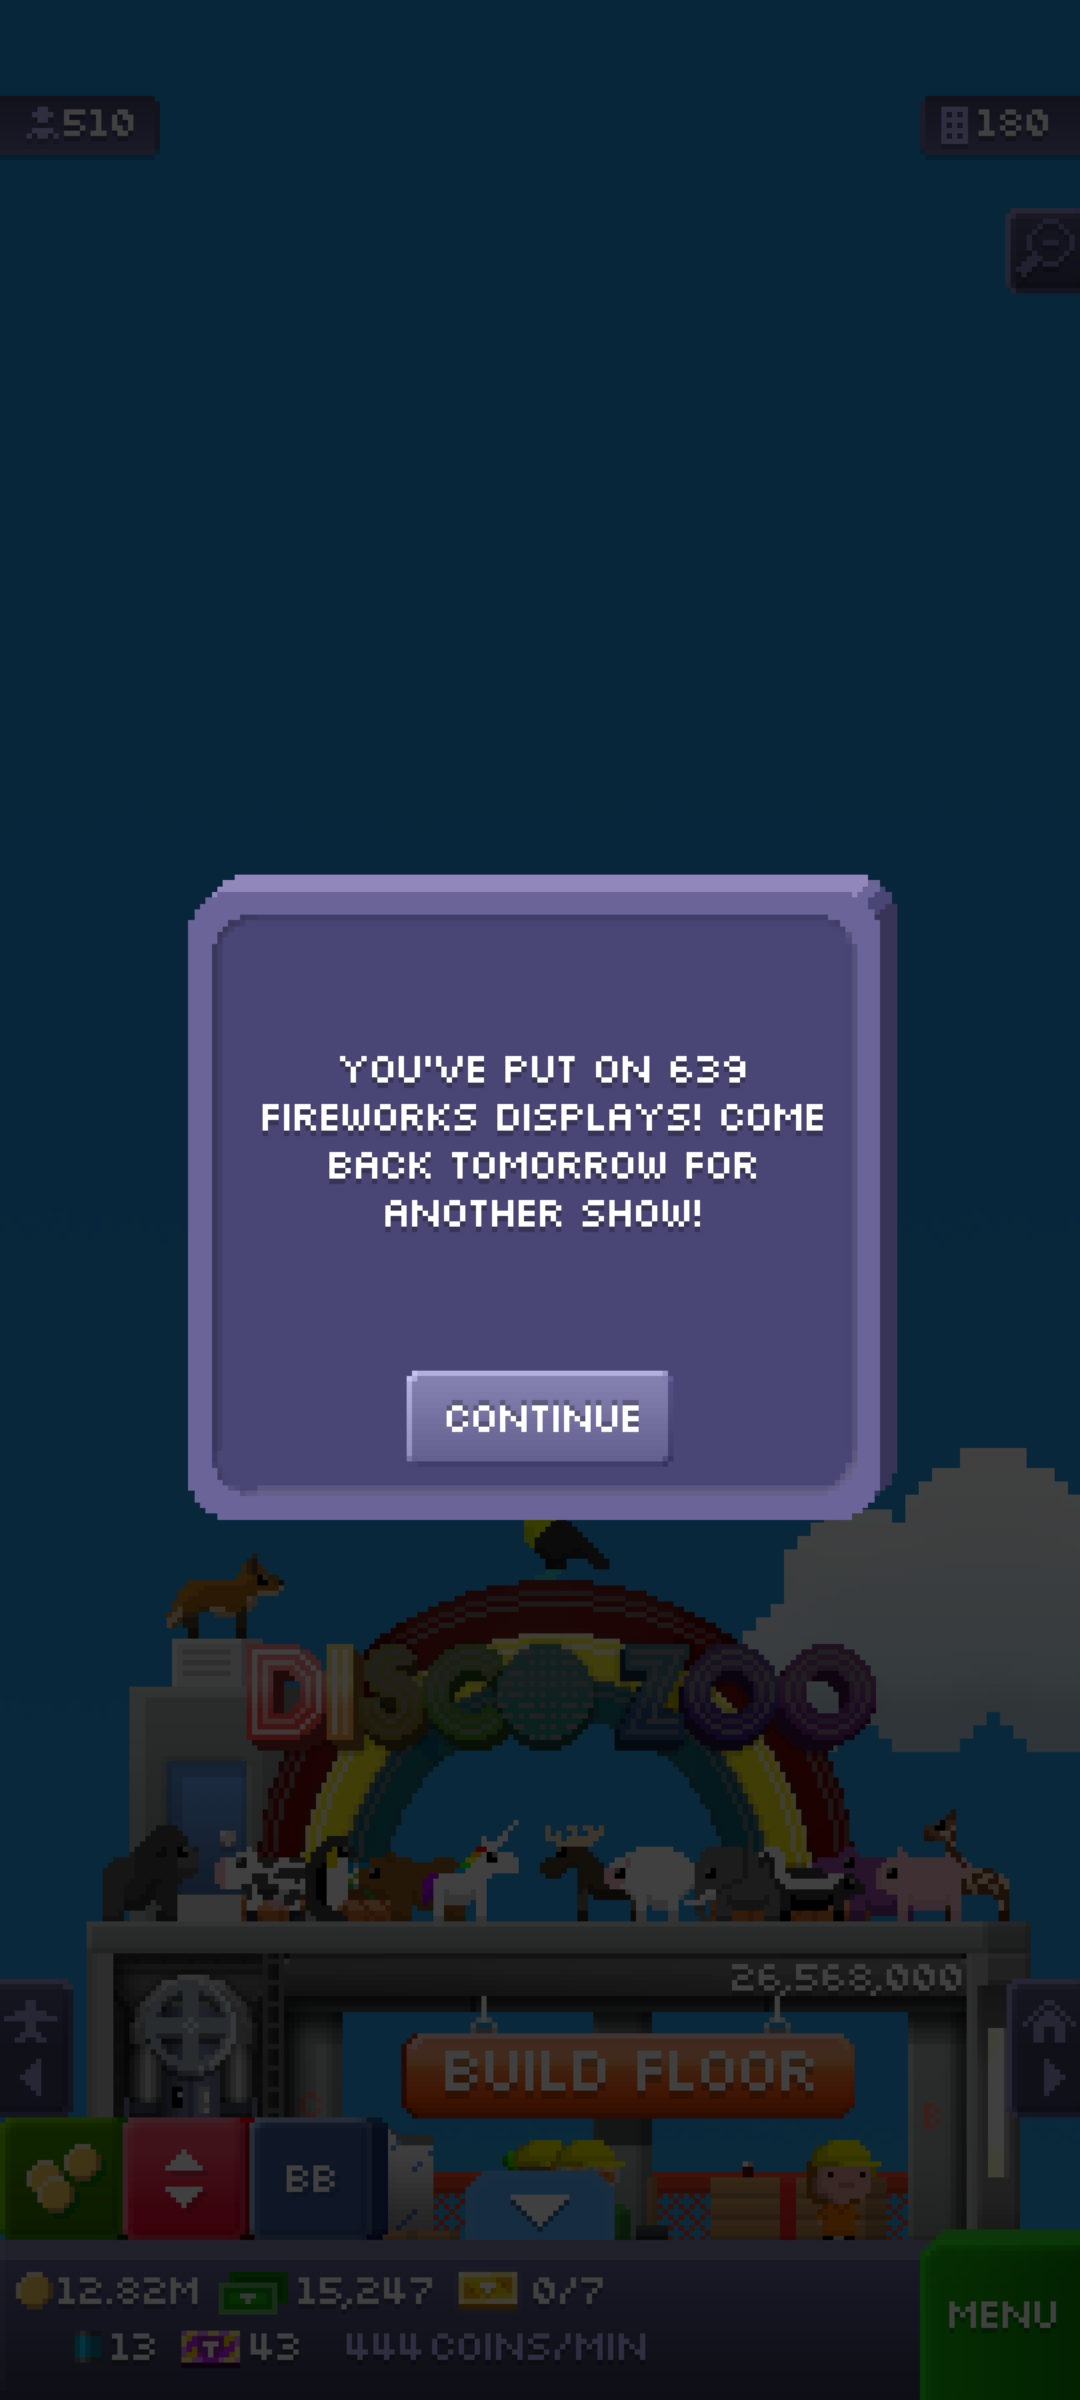 510
180
YOU'VE PUT ON 639
FIREWORKS DISPLAYS! COME
BACK TOMORROW FOR
ANOTHER SHOW!
CONTINUE
DISCO ZOO
26,568,000
BUILD FLOOR
BB
12.82M 15,247 0/7
13 T 43 444 COINS/MIN
MENU